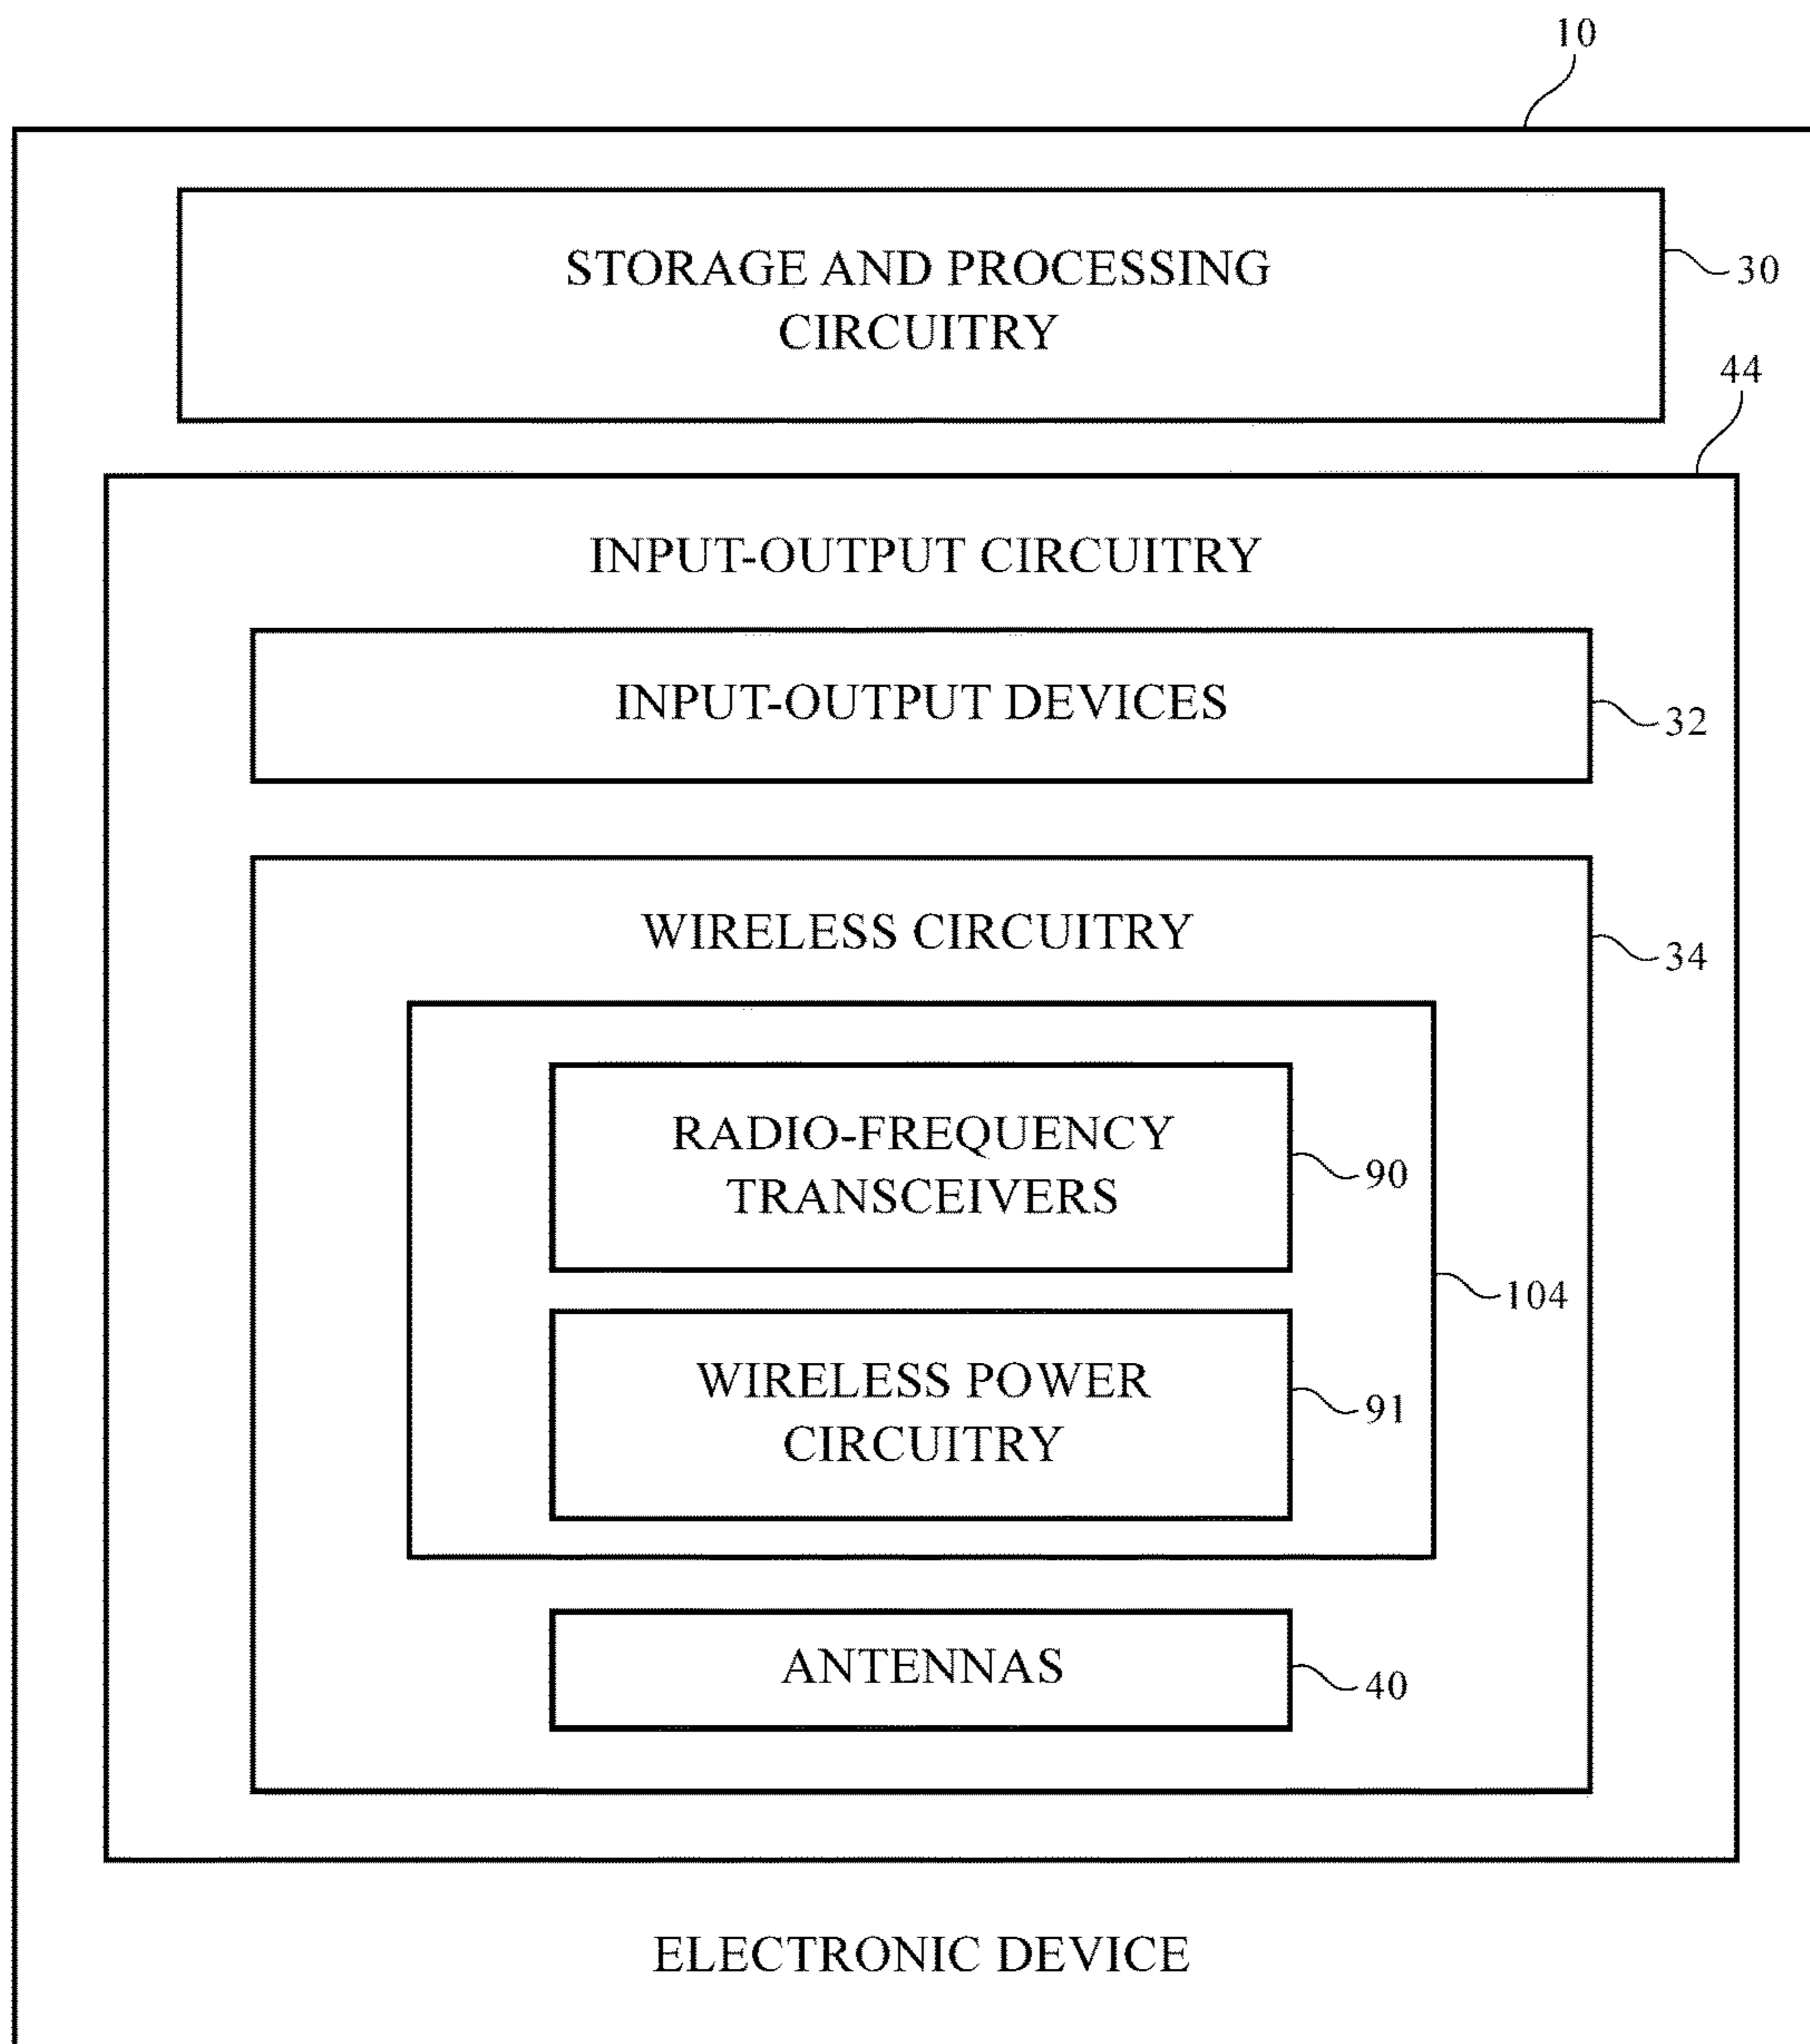 10
STORAGE AND PROCESSING
CIRCUITRY
30
44
INPUT-OUTPUT CIRCUITRY
INPUT-OUTPUT DEVICES
32
WIRELESS CIRCUITRY
34
RADIO-FREQUENCY
TRANSCEIVERS
90
104
WIRELESS POWER
CIRCUITRY
91
ANTENNAS
40
ELECTRONIC DEVICE